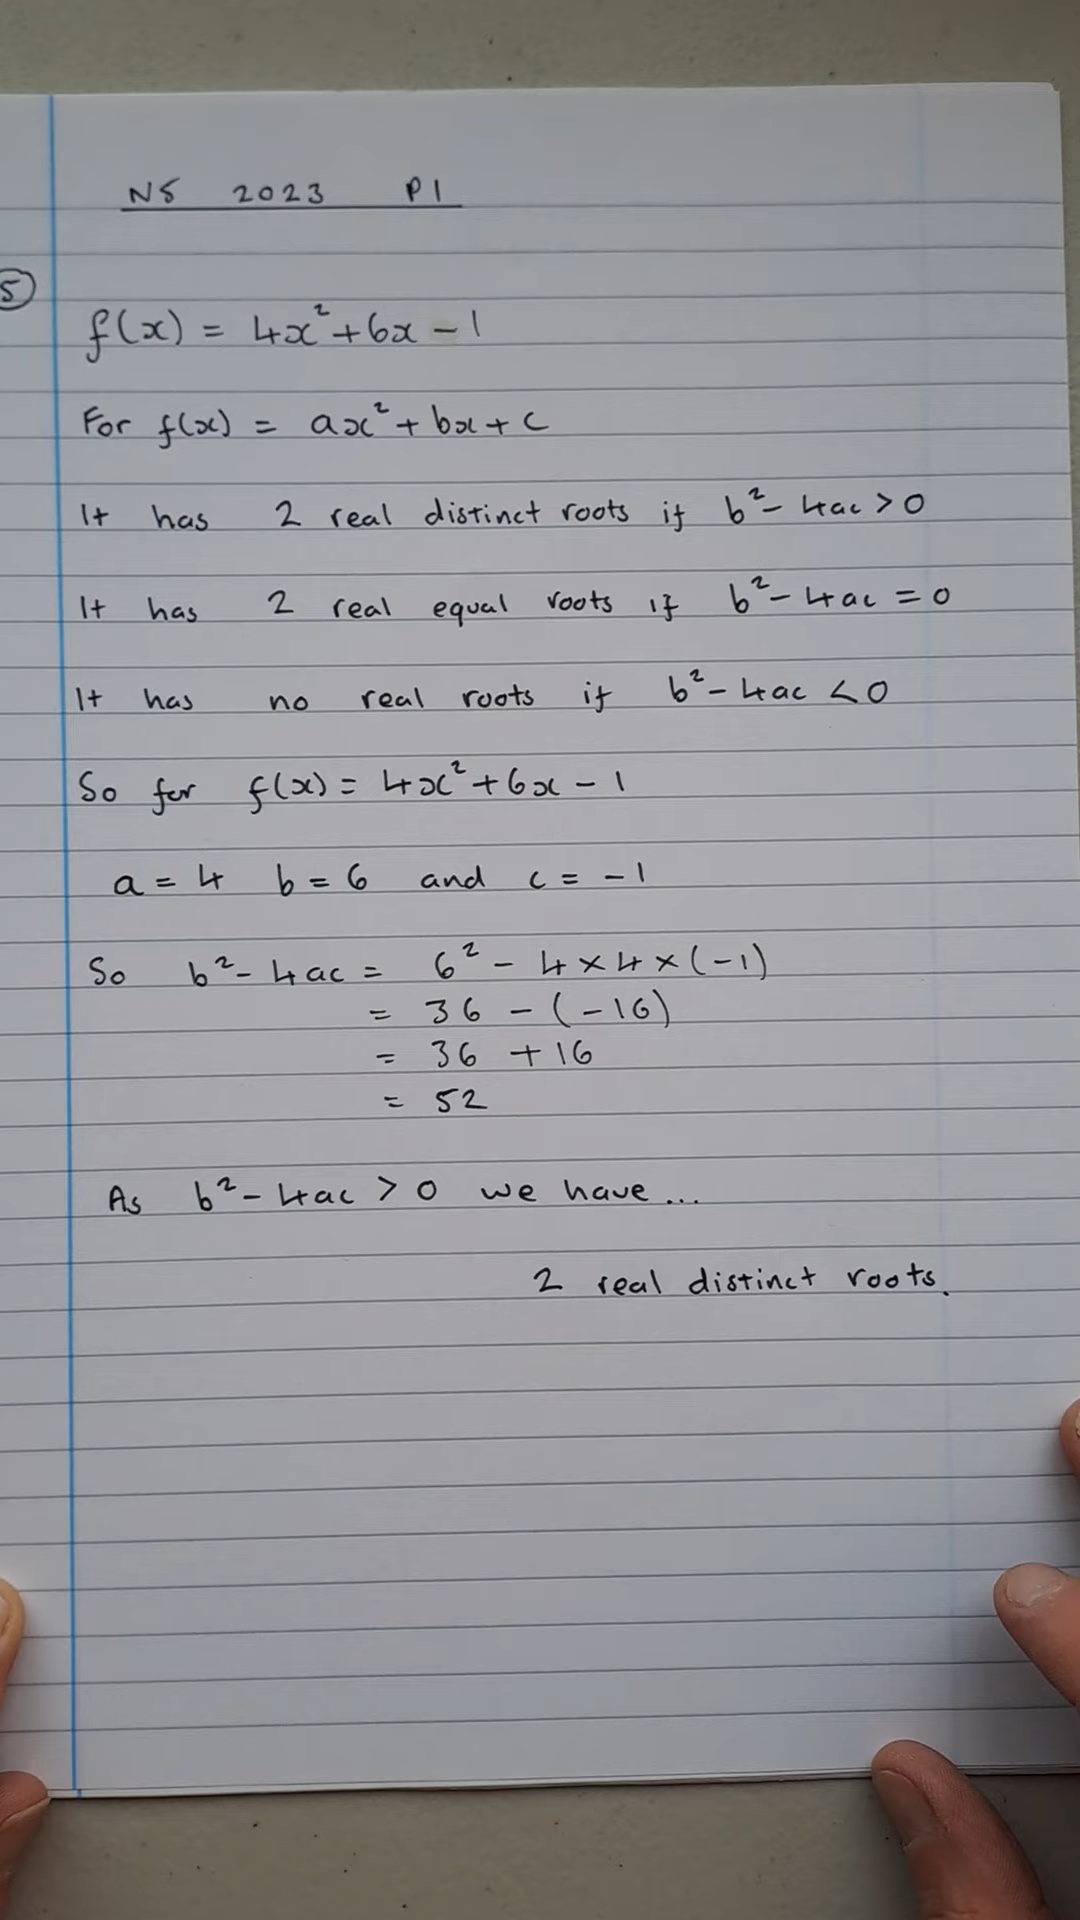 N5 2023 P1
5
f(x) = 4x² + 6x - 1
For f(x) = ax² + bx + c
It has 2 real distinct roots if b² - 4ac > 0
It has 2 real equal roots if b² - 4ac = 0
It has no real roots if b² - 4ac < 0
So for f(x) = 4x² + 6x - 1
a = 4 b = 6 and c = -1
So b² - 4ac = 6² - 4 × 4 × (-1)
= 36 - (-16)
= 36 + 16
= 52
As b² - 4ac > 0 we have ...
2 real distinct roots.